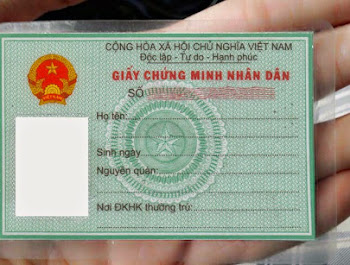 CỘNG HÒA XÃ HỘI CHỦ NGHĨA VIỆT NAM
Độc lập - Tự do - Hạnh phúc
GIẤY CHỨNG MINH NHÂN DÂN
SỐ
Họ tên:
Sinh ngày
Nguyên quán:
Nơi ĐKHK thường trú: